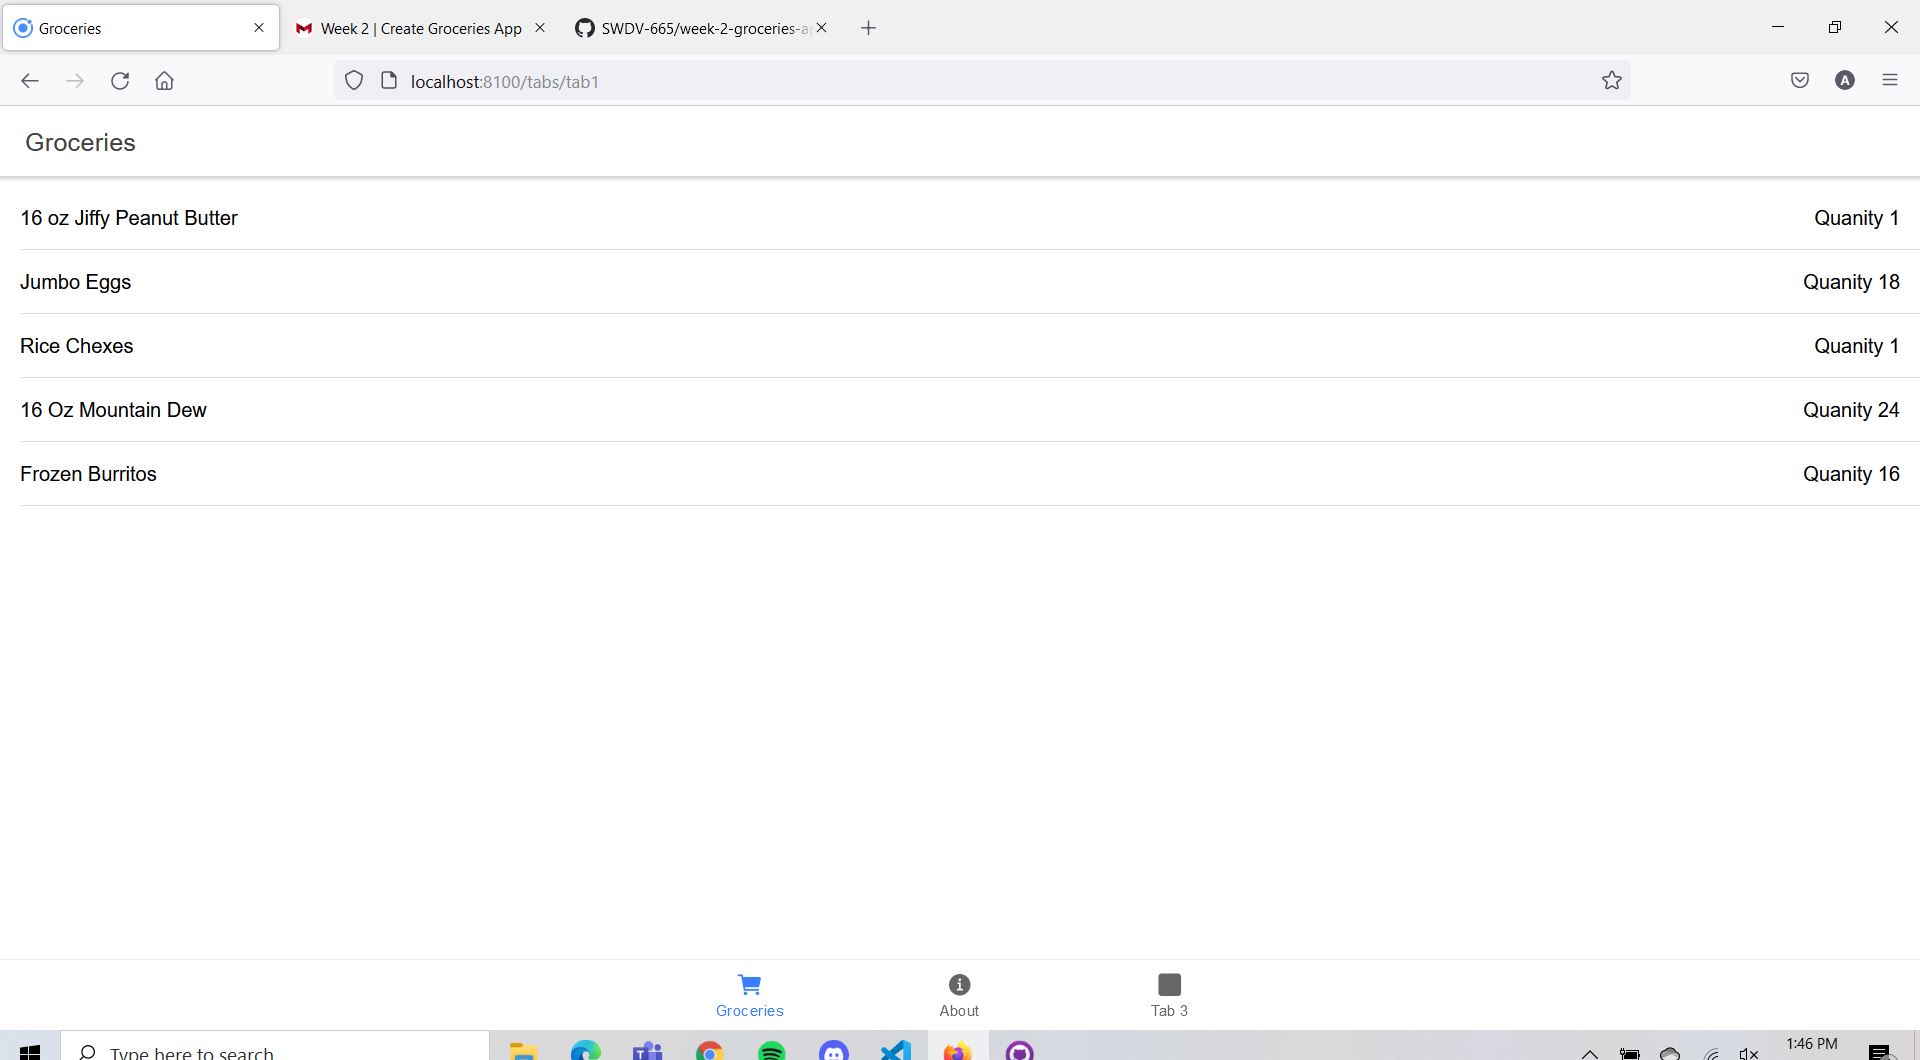 Groceries
Week 2 | Create Groceries App
SWDV-665/week-2-groceries-a
localhost:8100/tabs/tab1
A
Groceries
16 oz Jiffy Peanut Butter Quanity 1
Jumbo Eggs Quanity 18
Rice Chexes Quanity 1
16 Oz Mountain Dew Quanity 24
Frozen Burritos Quanity 16
Groceries
About
Tab 3
Type here to search
1:46 PM